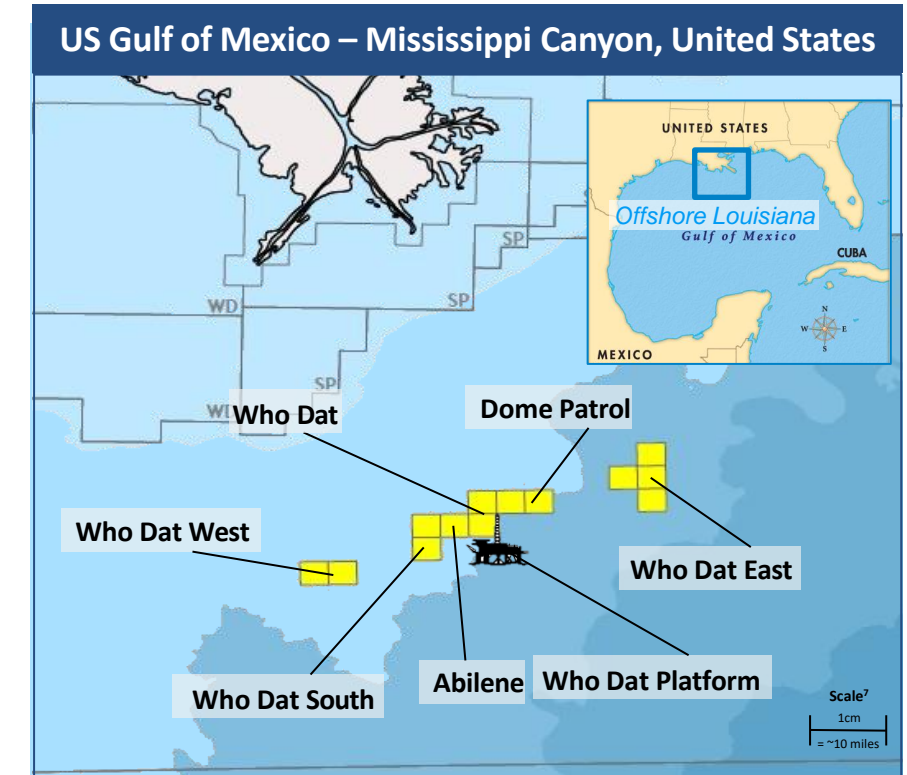 US Gulf of Mexico – Mississippi Canyon, United States
UNITED STATES
Offshore Louisiana
Gulf of Mexico
CUBA
N
W E
S
MEXICO
SP
WD
SP
SP
WD
Who Dat
Dome Patrol
Who Dat West
Who Dat East
Who Dat South
Abilene
Who Dat Platform
Scale⁷
1cm
= ~10 miles